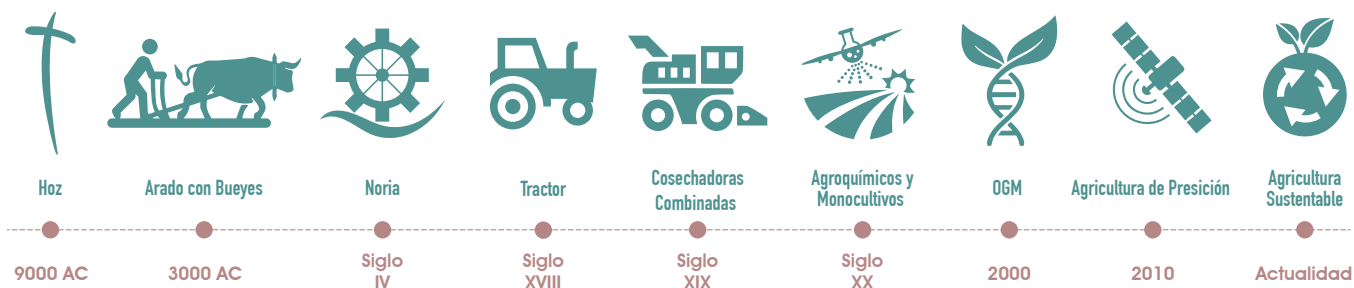 Hoz
Arado con Bueyes
Noria
Tractor
Cosechadoras
Combinadas
Agroquímicos y
Monocultivos
OGM
Agricultura de Presición
Agricultura
Sustentable
9000 AC
3000 AC
Siglo
IV
Siglo
XVIII
Siglo
XIX
Siglo
XX
2000
2010
Actualidad